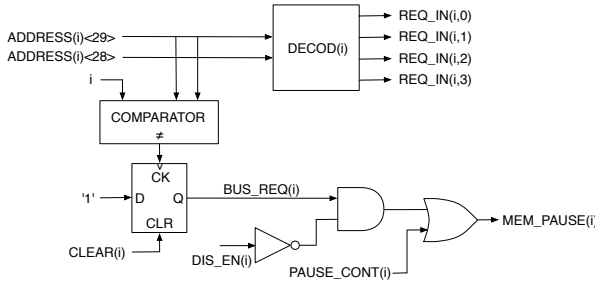 ADDRESS(i)<29>
ADDRESS(i)<28>
i
DECOD(i)
REQ_IN(i,0)
REQ_IN(i,1)
REQ_IN(i,2)
REQ_IN(i,3)
COMPARATOR
≠
CK
'1'
D
Q
CLR
CLEAR(i)
BUS_REQ(i)
DIS_EN(i)
PAUSE_CONT(i)
MEM_PAUSE(i)